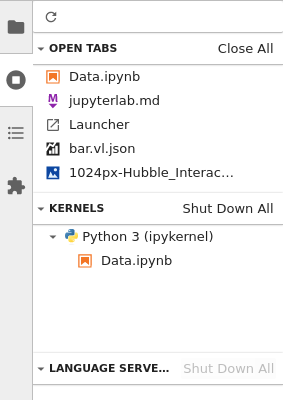 OPEN TABS Close All
Data.ipynb
jupyterlab.md
Launcher
bar.vl.json
1024px-Hubble_Interac…
KERNELS Shut Down All
Python 3 (ipykernel)
Data.ipynb
LANGUAGE SERVE… Shut Down All